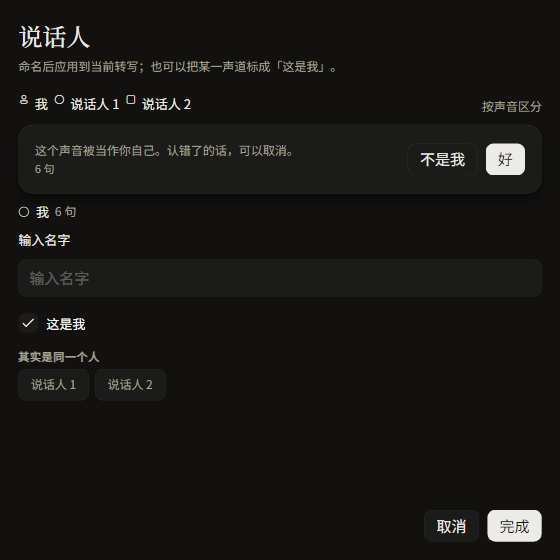 说话人
命名后应用到当前转写；也可以把某一声道标成「这是我」。
我 说话人 1 说话人 2 按声音区分
这个声音被当作你自己。认错了的话，可以取消。
6 句
不是我 好
我 6 句
输入名字
输入名字
这是我
其实是同一个人
说话人 1 说话人 2
取消 完成